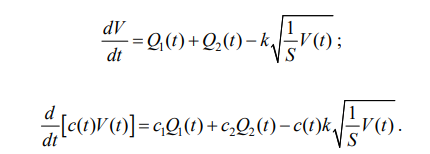 dV/dt = Q₁(t) + Q₂(t) − k√(1/S V(t)) ;
d/dt [c(t)V(t)] = c₁Q₁(t) + c₂Q₂(t) − c(t)k√(1/S V(t)) .